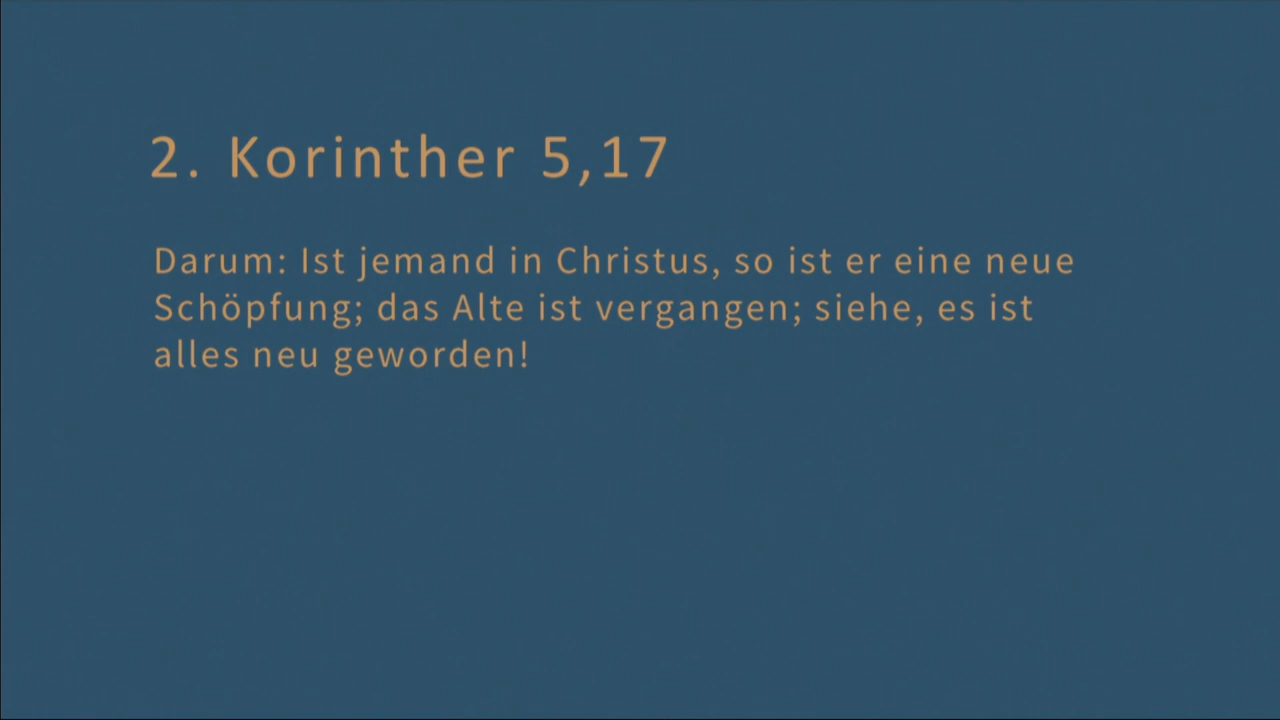 2. Korinther 5,17
Darum: Ist jemand in Christus, so ist er eine neue
Schöpfung; das Alte ist vergangen; siehe, es ist
alles neu geworden!